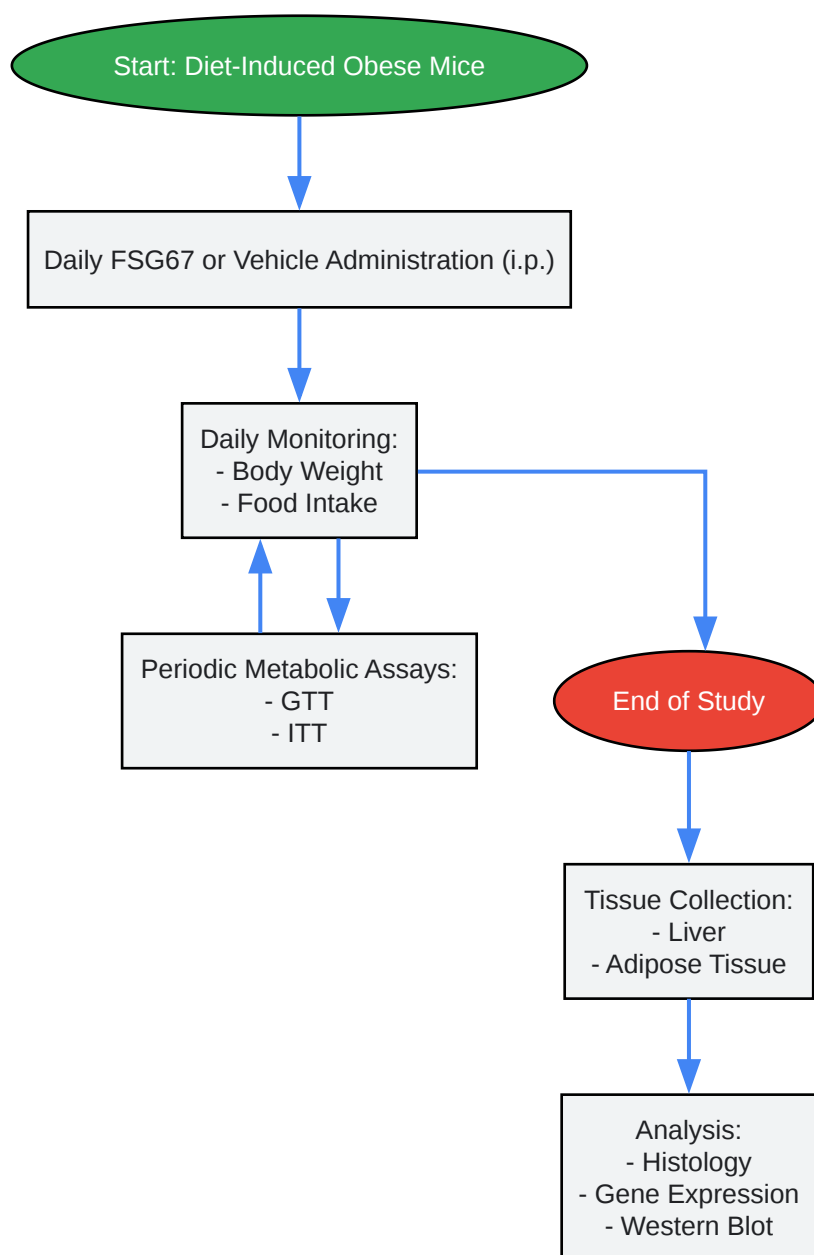 Start: Diet-Induced Obese Mice
Daily FSG67 or Vehicle Administration (i.p.)
Daily Monitoring:
- Body Weight
- Food Intake
Periodic Metabolic Assays:
- GTT
- ITT
End of Study
Tissue Collection:
- Liver
- Adipose Tissue
Analysis:
- Histology
- Gene Expression
- Western Blot